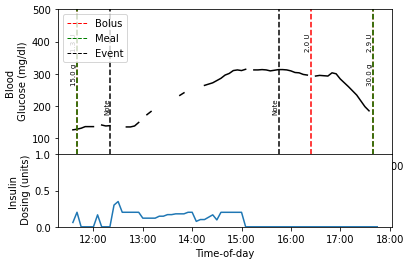 500
400
300
200
100
Blood
Glucose (mg/dl)
Bolus
Meal
Event
15.0 g
Note
Note
2.0 U
30.0 g
2.9 U
00
1.0
0.5
0.0
Insulin
Dosing (units)
12:00
13:00
14:00
15:00
16:00
17:00
18:00
Time-of-day